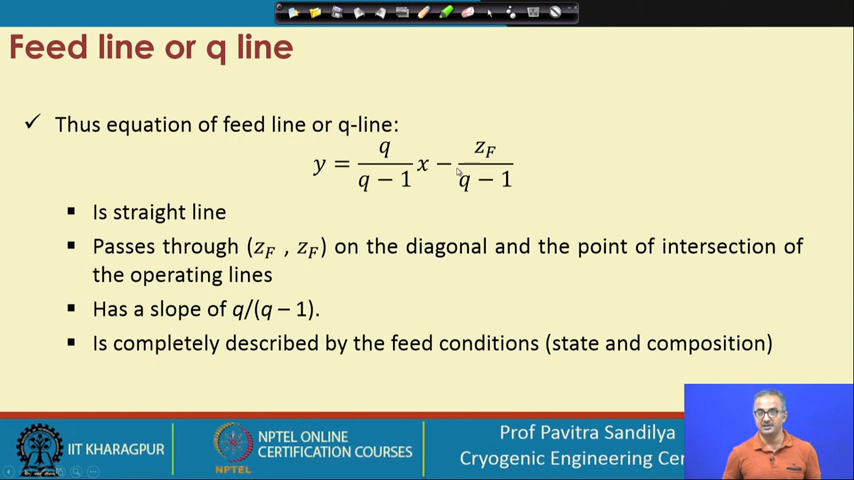 Feed line or q line
✓ Thus equation of feed line or q-line:
y = q/(q − 1) x − z_F/(q − 1)
▪ Is straight line
▪ Passes through (z_F , z_F) on the diagonal and the point of intersection of
the operating lines
▪ Has a slope of q/(q – 1).
▪ Is completely described by the feed conditions (state and composition)
IIT KHARAGPUR
NPTEL
NPTEL ONLINE
CERTIFICATION COURSES
Prof Pavitra Sandilya
Cryogenic Engineering Cen